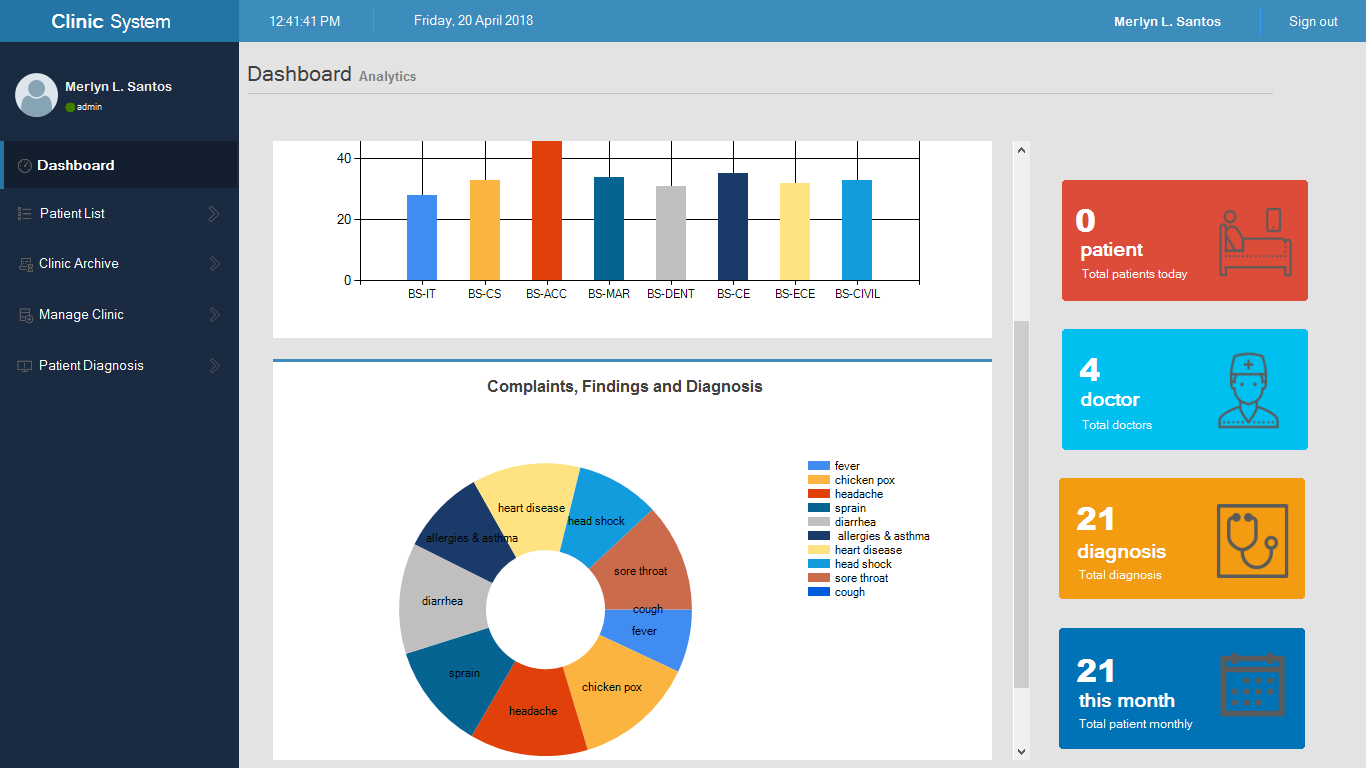 Clinic System
12:41:41 PM
Friday, 20 April 2018
Merlyn L. Santos
Sign out
Merlyn L. Santos
admin
Dashboard
Patient List
Clinic Archive
Manage Clinic
Patient Diagnosis
Dashboard Analytics
40
20
0
BS-IT BS-CS BS-ACC BS-MAR BS-DENT BS-CE BS-ECE BS-CIVIL
Complaints, Findings and Diagnosis
heart disease
head shock
allergies & asthma
sore throat
diarrhea
cough
fever
sprain
chicken pox
headache
fever
chicken pox
headache
sprain
diarrhea
allergies & asthma
heart disease
head shock
sore throat
cough
0
patient
Total patients today
4
doctor
Total doctors
21
diagnosis
Total diagnosis
21
this month
Total patient monthly